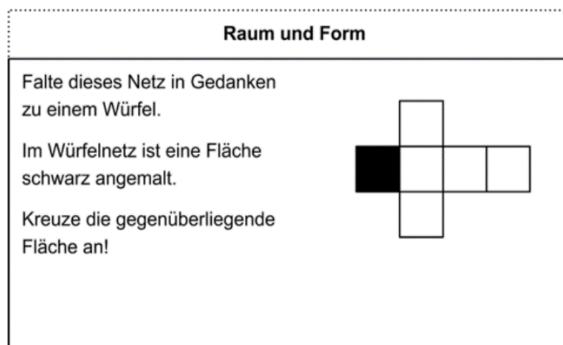 Raum und Form
Falte dieses Netz in Gedanken
zu einem Würfel.
Im Würfelnetz ist eine Fläche
schwarz angemalt.
Kreuze die gegenüberliegende
Fläche an!